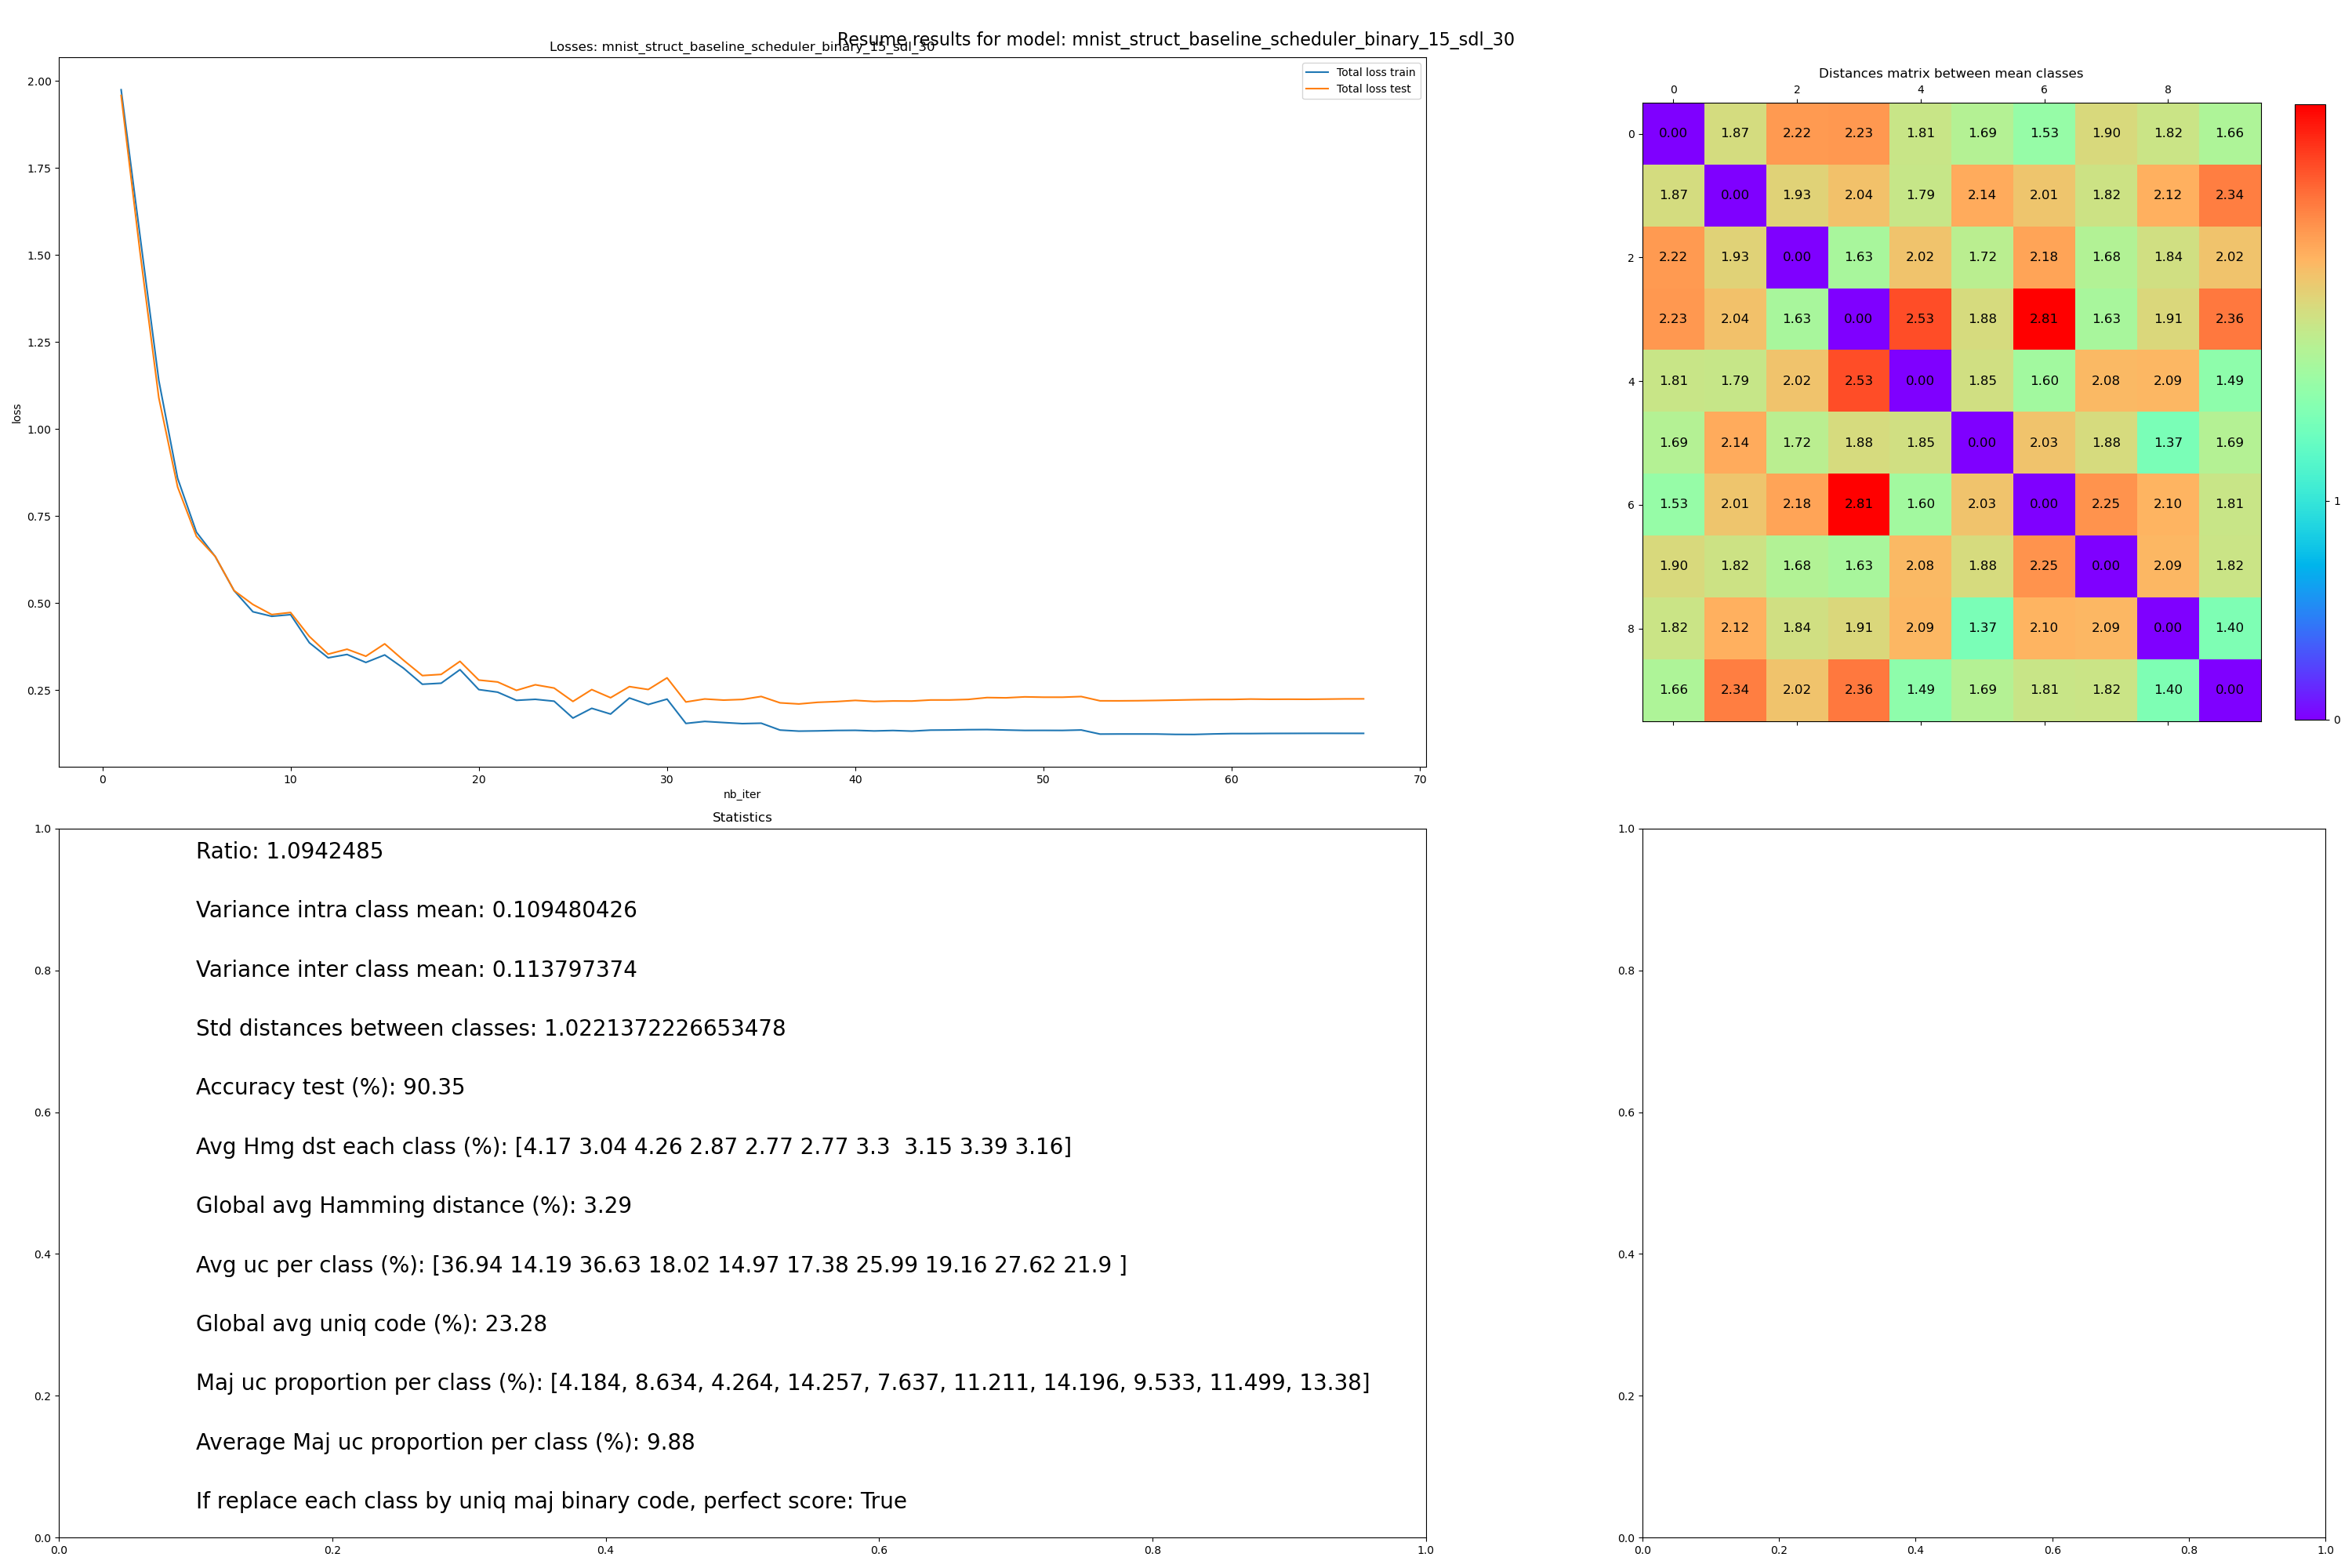 Resume results for model: mnist_struct_baseline_scheduler_binary_15_sdl_30
Losses: mnist_struct_baseline_scheduler_binary_15_sdl_30
Total loss train
Total loss test
2.00
1.75
1.50
1.25
1.00
0.75
0.50
0.25
loss
0 10 20 30 40 50 60 70
nb_iter
Distances matrix between mean classes
0 2 4 6 8
0 0.00 1.87 2.22 2.23 1.81 1.69 1.53 1.90 1.82 1.66
1.87 0.00 1.93 2.04 1.79 2.14 2.01 1.82 2.12 2.34
2 2.22 1.93 0.00 1.63 2.02 1.72 2.18 1.68 1.84 2.02
2.23 2.04 1.63 0.00 2.53 1.88 2.81 1.63 1.91 2.36
4 1.81 1.79 2.02 2.53 0.00 1.85 1.60 2.08 2.09 1.49
1.69 2.14 1.72 1.88 1.85 0.00 2.03 1.88 1.37 1.69
6 1.53 2.01 2.18 2.81 1.60 2.03 0.00 2.25 2.10 1.81
1.90 1.82 1.68 1.63 2.08 1.88 2.25 0.00 2.09 1.82
8 1.82 2.12 1.84 1.91 2.09 1.37 2.10 2.09 0.00 1.40
1.66 2.34 2.02 2.36 1.49 1.69 1.81 1.82 1.40 0.00
1
0
Statistics
Ratio: 1.0942485
Variance intra class mean: 0.109480426
Variance inter class mean: 0.113797374
Std distances between classes: 1.0221372226653478
Accuracy test (%): 90.35
Avg Hmg dst each class (%): [4.17 3.04 4.26 2.87 2.77 2.77 3.3  3.15 3.39 3.16]
Global avg Hamming distance (%): 3.29
Avg uc per class (%): [36.94 14.19 36.63 18.02 14.97 17.38 25.99 19.16 27.62 21.9 ]
Global avg uniq code (%): 23.28
Maj uc proportion per class (%): [4.184, 8.634, 4.264, 14.257, 7.637, 11.211, 14.196, 9.533, 11.499, 13.38]
Average Maj uc proportion per class (%): 9.88
If replace each class by uniq maj binary code, perfect score: True
1.0
0.8
0.6
0.4
0.2
0.0
0.0 0.2 0.4 0.6 0.8 1.0
1.0
0.8
0.6
0.4
0.2
0.0
0.0 0.2 0.4 0.6 0.8 1.0